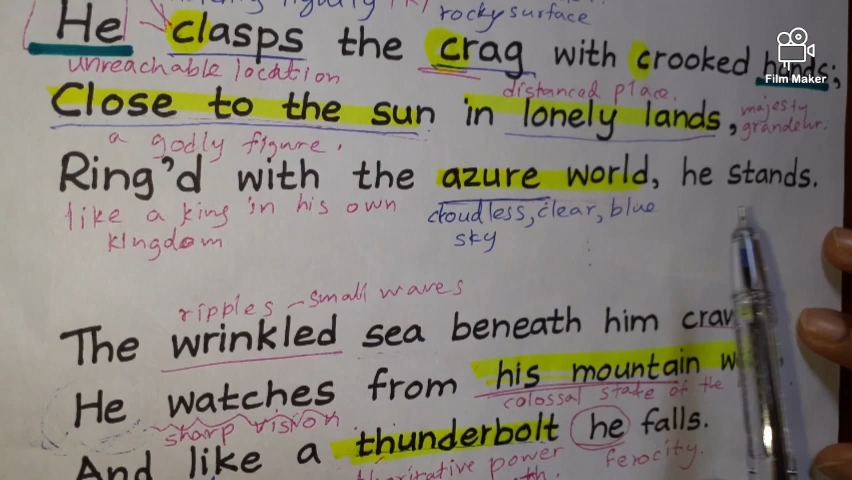 figure (R) rocky surface
Film Maker
He clasps the crag with crooked hands;
unreachable location
distanced place.
Close to the sun in lonely lands,
majesty
grandeur.
a godly figure.
Ring'd with the azure world, he stands.
like a king in his own
kingdom
cloudless, clear, blue
sky
ripples - small waves
The wrinkled sea beneath him
He watches from his mountain
colossal state of the
sharp vision
And like a thunderbolt he falls.
power
ferocity.